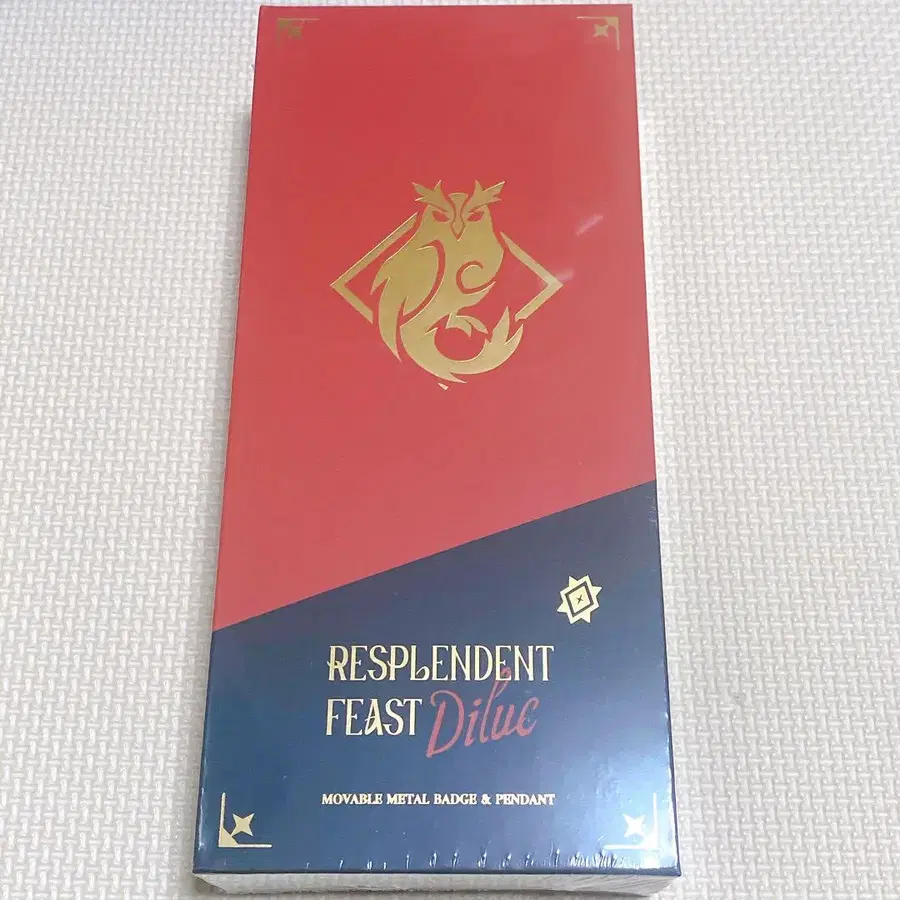 RESPLENDENT
FEAST Diluc
MOVABLE METAL BADGE & PENDANT